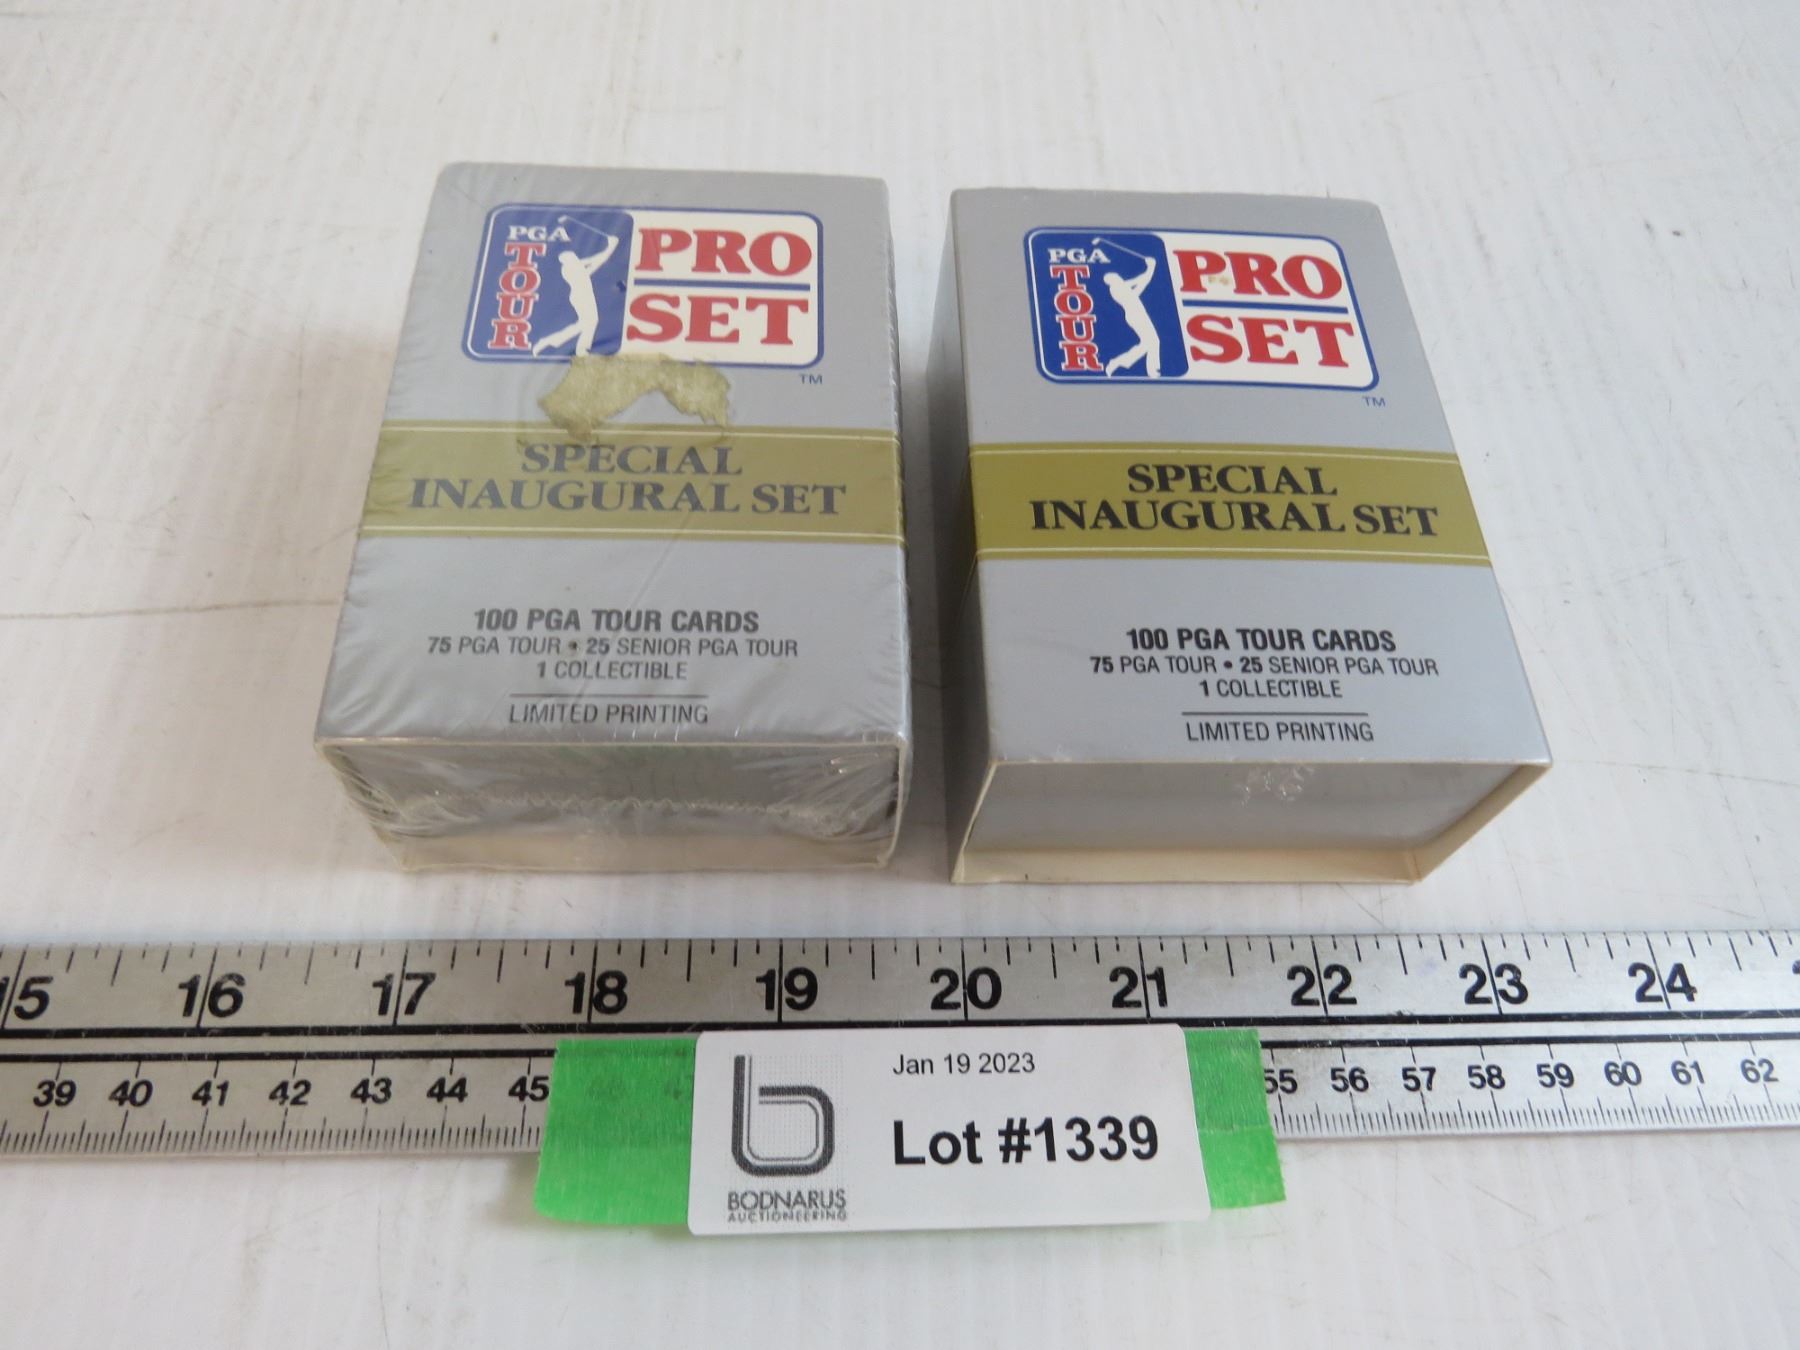 PGA
TOUR
PRO
SET
TM
SPECIAL
INAUGURAL SET
100 PGA TOUR CARDS
75 PGA TOUR • 25 SENIOR PGA TOUR
1 COLLECTIBLE
LIMITED PRINTING
PGA
TOUR
PRO
SET
TM
SPECIAL
INAUGURAL SET
100 PGA TOUR CARDS
75 PGA TOUR • 25 SENIOR PGA TOUR
1 COLLECTIBLE
LIMITED PRINTING
15 16 17 18 19 20 21 22 23 24
39 40 41 42 43 44 45 55 56 57 58 59 60 61 62
Jan 19 2023
Lot #1339
BODNARUS
AUCTIONEERING